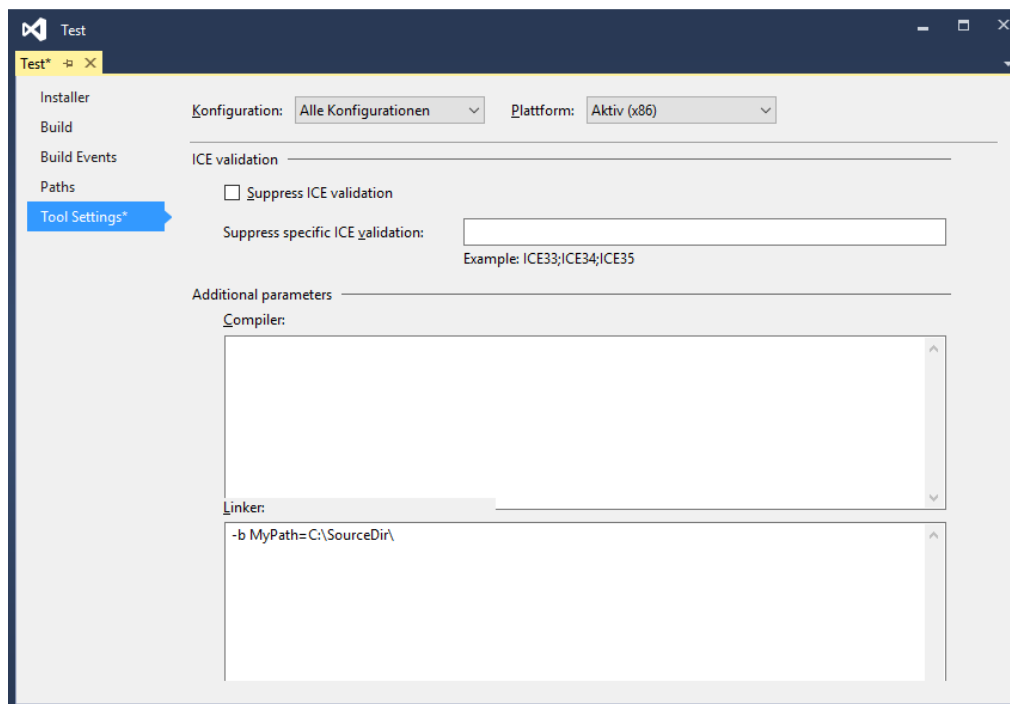 Test
Test*
Installer
Build
Build Events
Paths
Tool Settings*
Konfiguration: Alle Konfigurationen Plattform: Aktiv (x86)
ICE validation
Suppress ICE validation
Suppress specific ICE validation:
Example: ICE33;ICE34;ICE35
Additional parameters
Compiler:
Linker:
-b MyPath=C:\SourceDir\